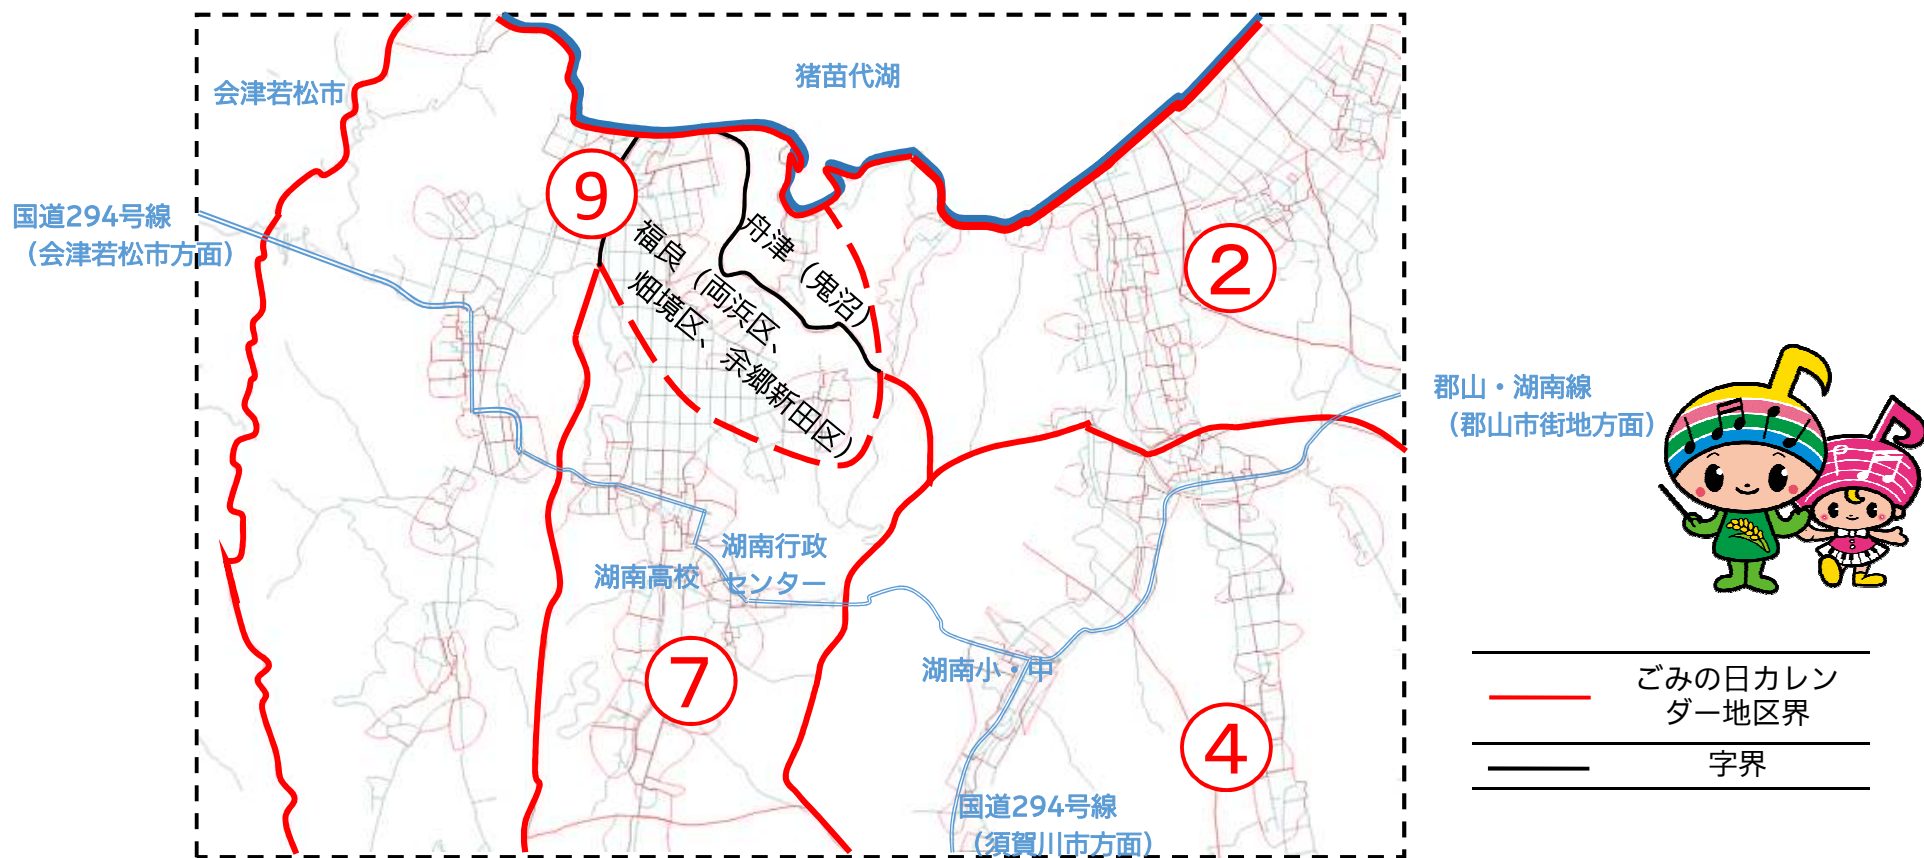 会津若松市
猪苗代湖
国道294号線
（会津若松市方面）
⑨
福良（両浜区、
畑境区、余郷新田区）
舟津（鬼沼）
②
郡山・湖南線
（郡山市街地方面）
湖南行政
センター
湖南高校
⑦
湖南小・中
④
国道294号線
（須賀川市方面）
ごみの日カレン
ダー地区界
字界